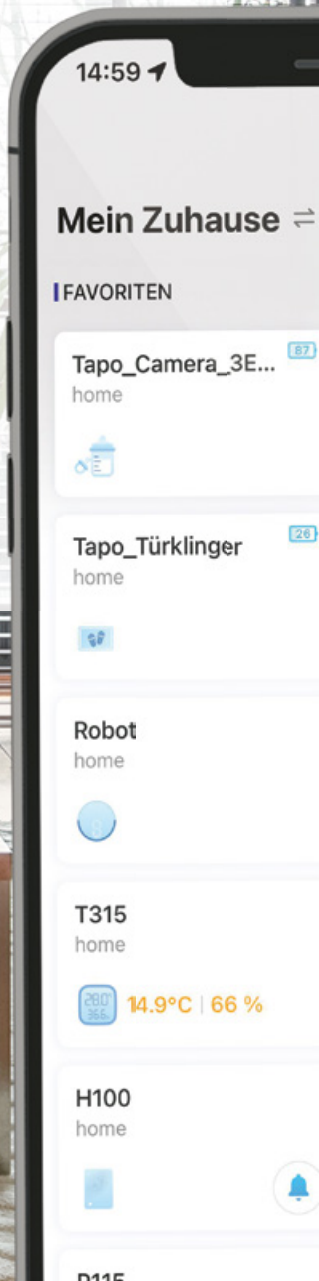 14:59
Mein Zuhause
FAVORITEN
Tapo_Camera_3E...
87
home
Tapo_Türklinger
26
home
Robot
home
T315
home
14.9°C | 66 %
H100
home